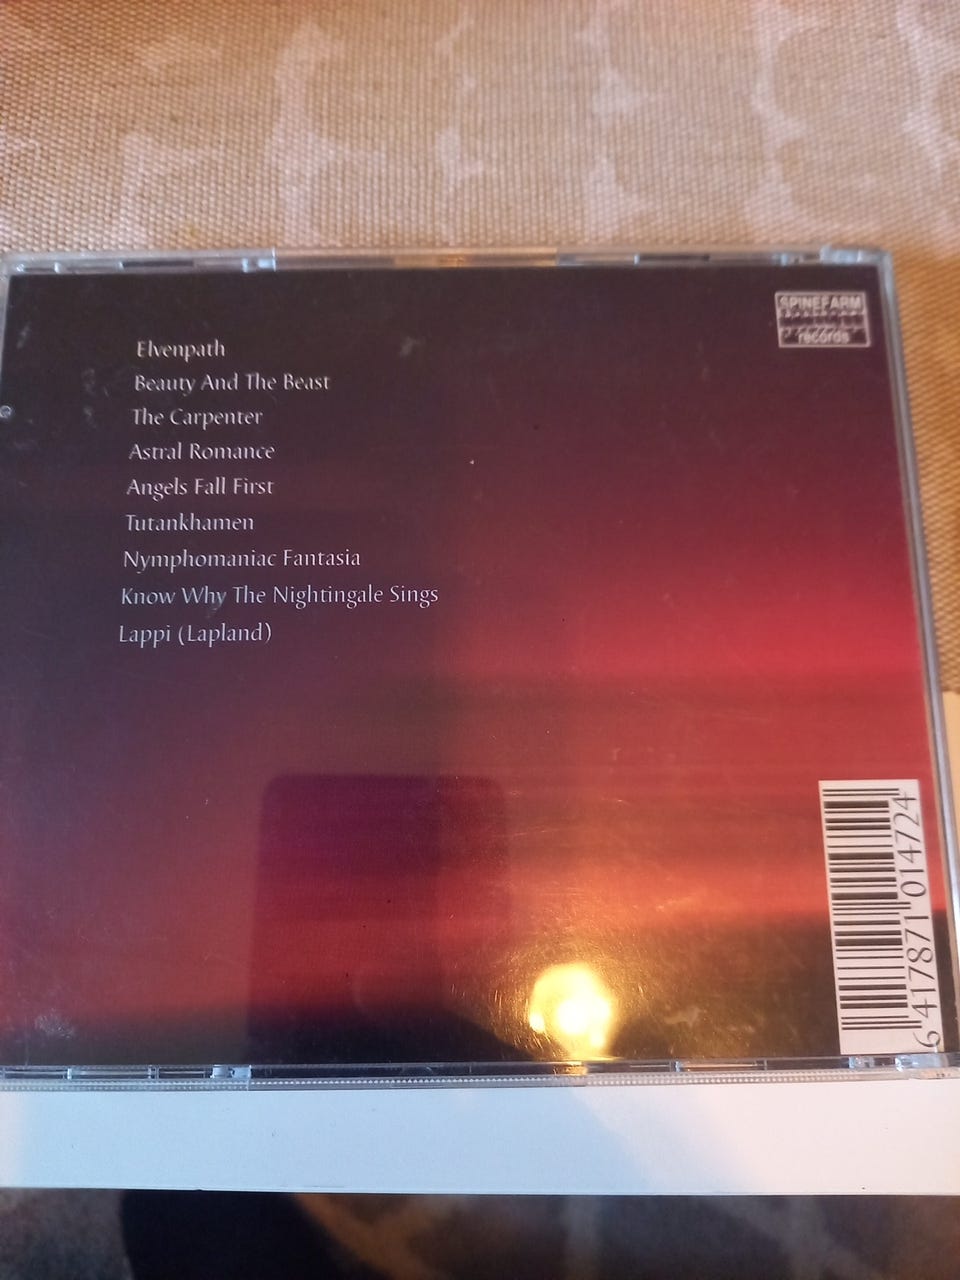 SPINEFARM
records
Elvenpath
Beauty And The Beast
The Carpenter
Astral Romance
Angels Fall First
Tutankhamen
Nymphomaniac Fantasia
Know Why The Nightingale Sings
Lappi (Lapland)
6 417871 014724